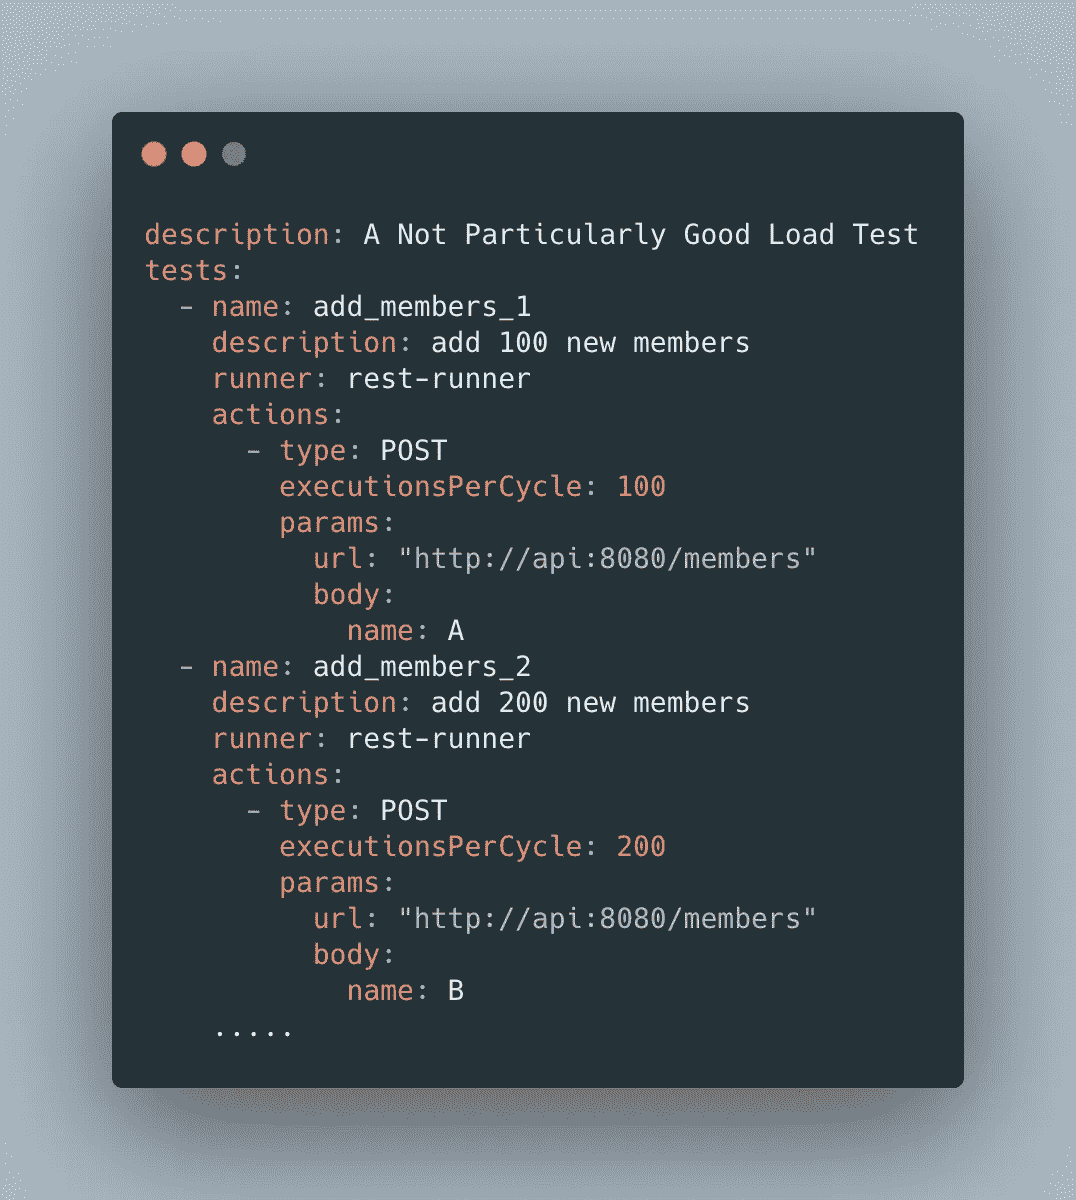 description: A Not Particularly Good Load Test
tests:
  - name: add_members_1
    description: add 100 new members
    runner: rest-runner
    actions:
      - type: POST
        executionsPerCycle: 100
        params:
          url: "http://api:8080/members"
          body:
            name: A
  - name: add_members_2
    description: add 200 new members
    runner: rest-runner
    actions:
      - type: POST
        executionsPerCycle: 200
        params:
          url: "http://api:8080/members"
          body:
            name: B
    .....